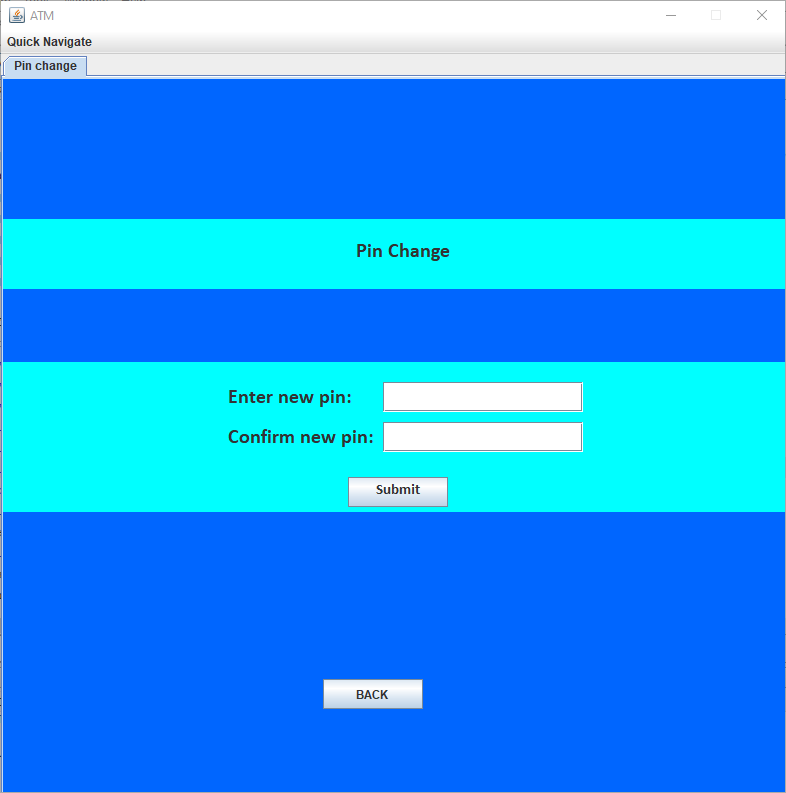 ATM
Quick Navigate
Pin change
Pin Change
Enter new pin:
Confirm new pin:
Submit
BACK